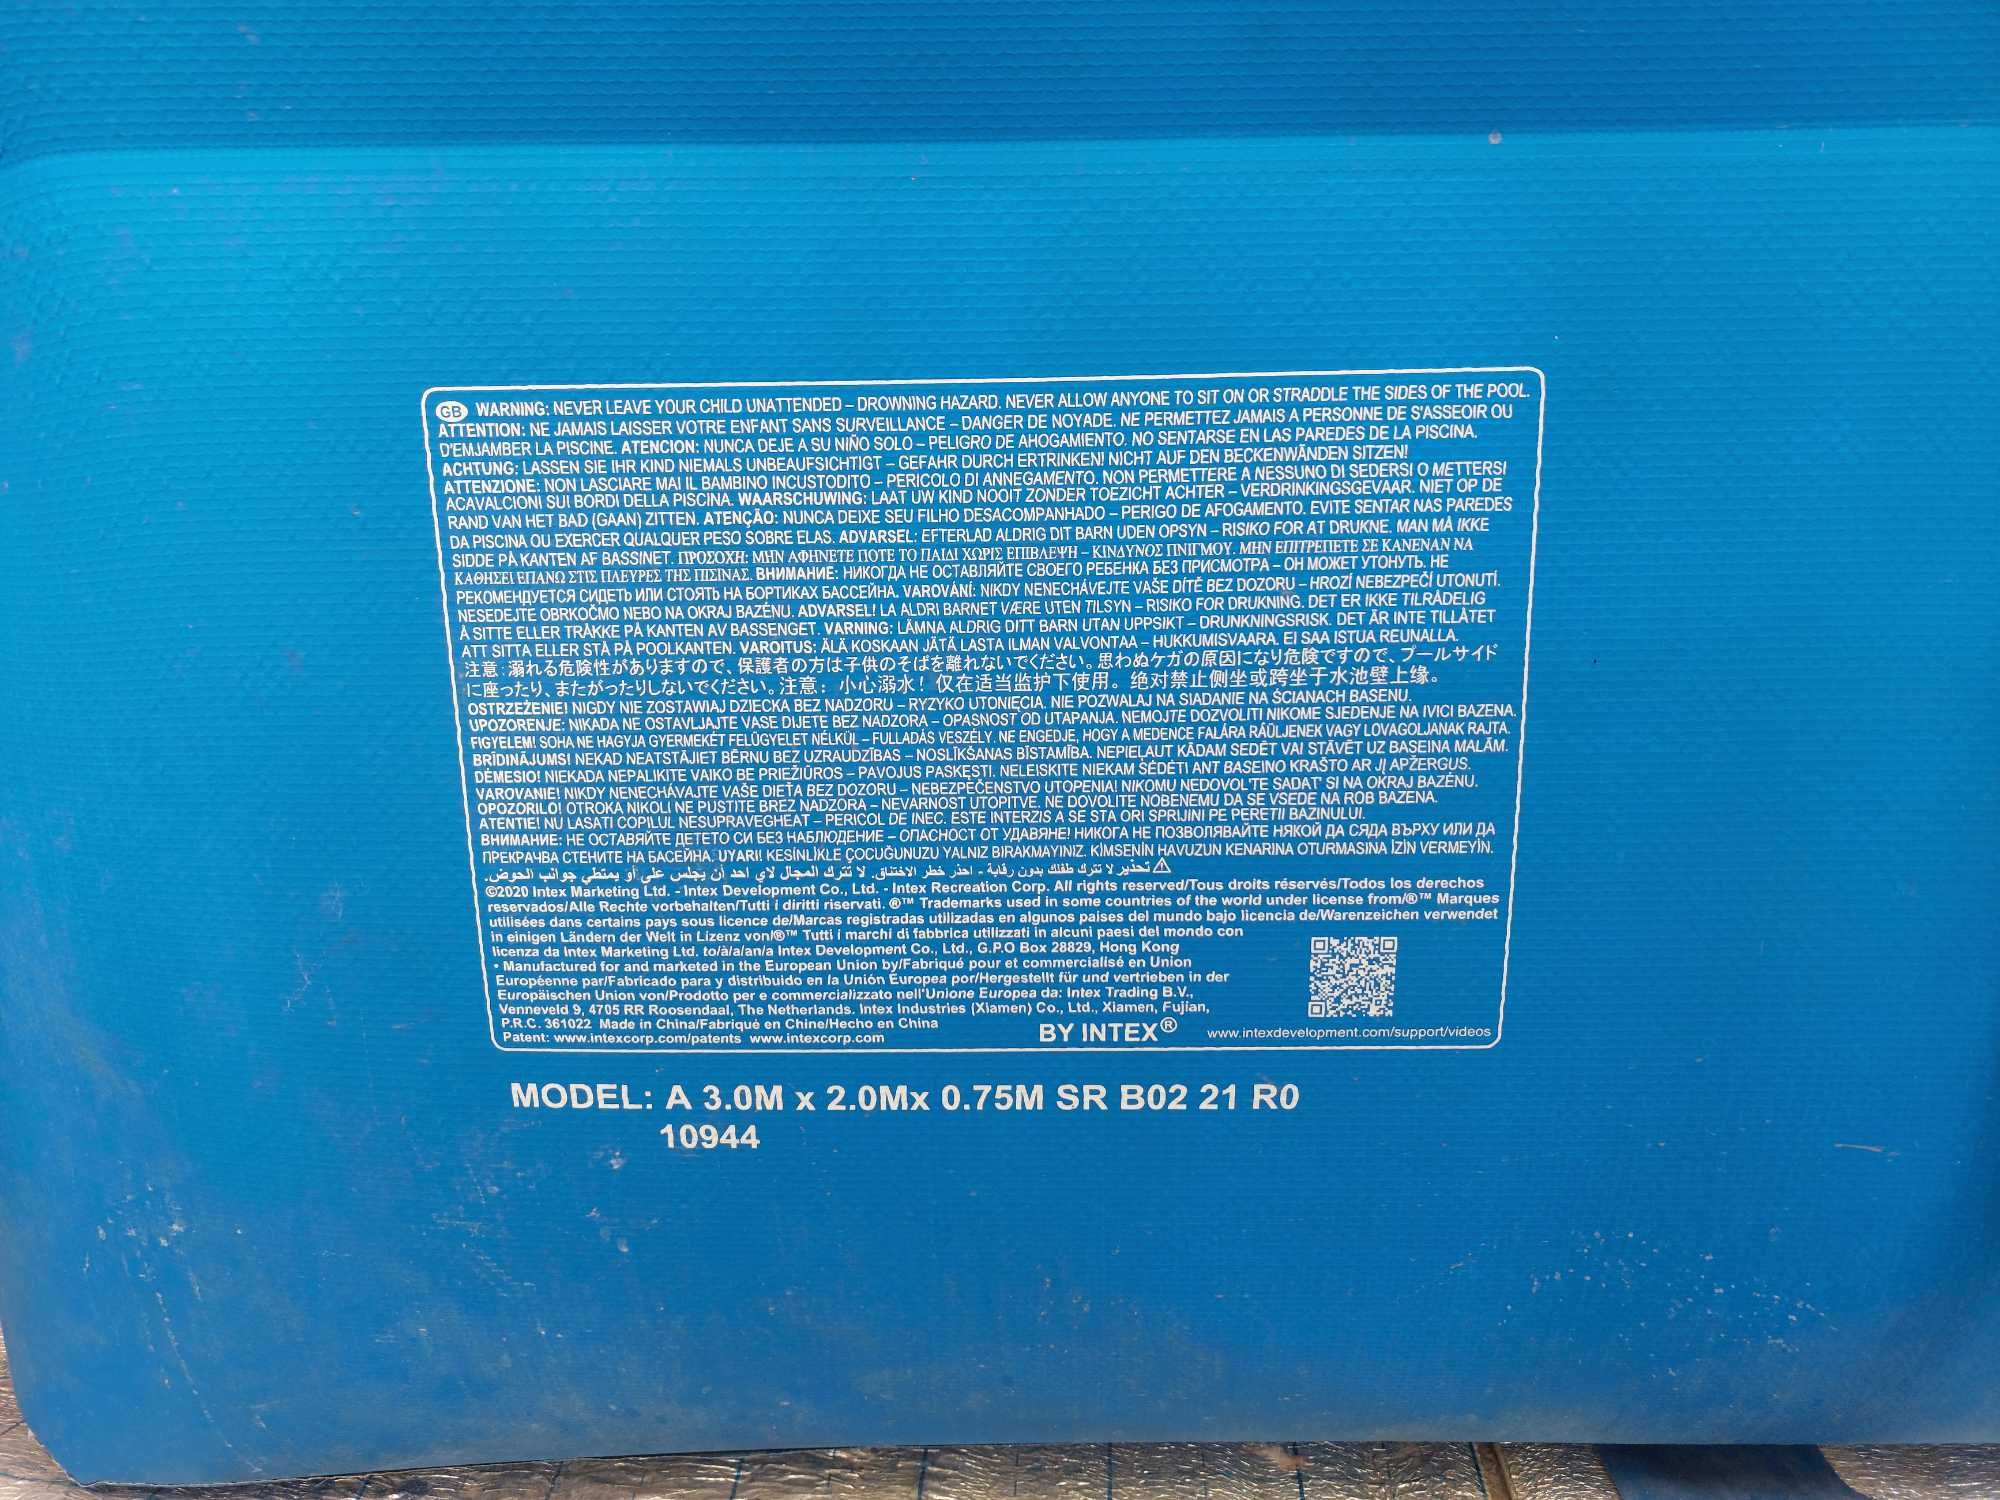 GB WARNING: NEVER LEAVE YOUR CHILD UNATTENDED – DROWNING HAZARD. NEVER ALLOW ANYONE TO SIT ON OR STRADDLE THE SIDES OF THE POOL.
ATTENTION: NE JAMAIS LAISSER VOTRE ENFANT SANS SURVEILLANCE – DANGER DE NOYADE. NE PERMETTEZ JAMAIS A PERSONNE DE S'ASSEOIR OU
D'EMJAMBER LA PISCINE. ATENCION: NUNCA DEJE A SU NIÑO SOLO – PELIGRO DE AHOGAMIENTO. NO SENTARSE EN LAS PAREDES DE LA PISCINA.
ACHTUNG: LASSEN SIE IHR KIND NIEMALS UNBEAUFSICHTIGT – GEFAHR DURCH ERTRINKEN! NICHT AUF DEN BECKENWÄNDEN SITZEN!
ATTENZIONE: NON LASCIARE MAI IL BAMBINO INCUSTODITO – PERICOLO DI ANNEGAMENTO. NON PERMETTERE A NESSUNO DI SEDERSI O METTERSI
ACAVALCIONI SUI BORDI DELLA PISCINA. WAARSCHUWING: LAAT UW KIND NOOIT ZONDER TOEZICHT ACHTER – VERDRINKINGSGEVAAR. NIET OP DE
RAND VAN HET BAD (GAAN) ZITTEN. ATENÇÃO: NUNCA DEIXE SEU FILHO DESACOMPANHADO – PERIGO DE AFOGAMENTO. EVITE SENTAR NAS PAREDES
DA PISCINA OU EXERCER QUALQUER PESO SOBRE ELAS. ADVARSEL: EFTERLAD ALDRIG DIT BARN UDEN OPSYN – RISIKO FOR AT DRUKNE. MAN MÅ IKKE
SIDDE PÅ KANTEN AF BASSINET. ΠΡΟΣΟΧΗ: ΜΗΝ ΑΦΗΝΕΤΕ ΠΟΤΕ ΤΟ ΠΑΙΔΙ ΧΩΡΙΣ ΕΠΙΒΛΕΨΗ – ΚΙΝΔΥΝΟΣ ΠΝΙΓΜΟΥ. ΜΗΝ ΕΠΙΤΡΕΠΕΤΕ ΣΕ ΚΑΝΕΝΑΝ ΝΑ
ΚΑΘΗΣΕΙ ΕΠΑΝΩ ΣΤΙΣ ΠΛΕΥΡΕΣ ΤΗΣ ΠΙΣΙΝΑΣ. ВНИМАНИЕ: НИКОГДА НЕ ОСТАВЛЯЙТЕ СВОЕГО РЕБЕНКА БЕЗ ПРИСМОТРА – ОН МОЖЕТ УТОНУТЬ. НЕ
РЕКОМЕНДУЕТСЯ СИДЕТЬ ИЛИ СТОЯТЬ НА БОРТИКАХ БАССЕЙНА. VAROVÁNÍ: NIKDY NENECHÁVEJTE VAŠE DÍTĚ BEZ DOZORU – HROZÍ NEBEZPEČÍ UTONUTÍ.
NESEDEJTE OBRKOČMO NEBO NA OKRAJ BAZÉNU. ADVARSEL! LA ALDRI BARNET VÆRE UTEN TILSYN – RISIKO FOR DRUKNING. DET ER IKKE TILRÅDELIG
Å SITTE ELLER TRÅKKE PÅ KANTEN AV BASSENGET. VARNING: LÄMNA ALDRIG DITT BARN UTAN UPPSIKT – DRUNKNINGSRISK. DET ÄR INTE TILLÅTET
ATT SITTA ELLER STÅ PÅ POOLKANTEN. VAROITUS: ÄLÄ KOSKAAN JÄTÄ LASTA ILMAN VALVONTAA – HUKKUMISVAARA. EI SAA ISTUA REUNALLA.
注意:溺れる危険性がありますので、保護者の方は子供のそばを離れないでください。思わぬケガの原因になり危険ですので、プールサイド
に座ったり、またがったりしないでください。注意：小心溺水！仅在适当监护下使用。绝对禁止侧坐或跨坐于水池壁上缘。
OSTRZEŻENIE! NIGDY NIE ZOSTAWIAJ DZIECKA BEZ NADZORU – RYZYKO UTONIĘCIA. NIE POZWALAJ NA SIADANIE NA ŚCIANACH BASENU.
UPOZORENJE: NIKADA NE OSTAVLJAJTE VASE DIJETE BEZ NADZORA – OPASNOST OD UTAPANJA. NEMOJTE DOZVOLITI NIKOME SJEDENJE NA IVICI BAZENA.
FIGYELEM! SOHA NE HAGYJA GYERMEKÉT FELÜGYELET NÉLKÜL – FULLADÁS VESZÉLY. NE ENGEDJE, HOGY A MEDENCE FALÁRA RÁÜLJENEK VAGY LOVAGOLJANAK RAJTA.
BRĪDINĀJUMS! NEKAD NEATSTĀJIET BĒRNU BEZ UZRAUDZĪBAS – NOSLĪKŠANAS BĪSTAMĪBA. NEPIEĻAUT KĀDAM SEDĒT VAI STĀVĒT UZ BASEINA MALĀM.
DĖMESIO! NIEKADA NEPALIKITE VAIKO BE PRIEŽIŪROS – PAVOJUS PASKĘSTI. NELEISKITE NIEKAM SĖDĖTI ANT BASEINO KRAŠTO AR JĮ APŽERGUS.
VAROVANIE! NIKDY NENECHÁVAJTE VAŠE DIEŤA BEZ DOZORU – NEBEZPEČENSTVO UTOPENIA! NIKOMU NEDOVOL'TE SADAT' SI NA OKRAJ BAZÉNU.
OPOZORILO! OTROKA NIKOLI NE PUSTITE BREZ NADZORA – NEVARNOST UTOPITVE. NE DOVOLITE NOBENEMU DA SE VSEDE NA ROB BAZENA.
ATENTIE! NU LASATI COPILUL NESUPRAVEGHEAT – PERICOL DE INEC. ESTE INTERZIS A SE STA ORI SPRIJINI PE PERETII BAZINULUI.
ВНИМАНИЕ: НЕ ОСТАВЯЙТЕ ДЕТЕТО СИ БЕЗ НАБЛЮДЕНИЕ – ОПАСНОСТ ОТ УДАВЯНЕ! НИКОГА НЕ ПОЗВОЛЯВАЙТЕ НЯКОЙ ДА СЯДА ВЪРХУ ИЛИ ДА
ПРЕКРАЧВА СТЕНИТЕ НА БАСЕЙНА. UYARI! KESİNLİKLE ÇOCUĞUNUZU YALNIZ BIRAKMAYINIZ. KİMSENİN HAVUZUN KENARINA OTURMASINA İZİN VERMEYİN.
⚠ تحذير لا تترك طفلك بدون رقابة - احذر خطر الاختناق. لا تترك المجال لاي احد أن يجلس على أو يمتطي جوانب الحوض.
©2020 Intex Marketing Ltd. - Intex Development Co., Ltd. - Intex Recreation Corp. All rights reserved/Tous droits réservés/Todos los derechos
reservados/Alle Rechte vorbehalten/Tutti i diritti riservati. ®™ Trademarks used in some countries of the world under license from/®™ Marques
utilisées dans certains pays sous licence de/Marcas registradas utilizadas en algunos paises del mundo bajo licencia de/Warenzeichen verwendet
in einigen Ländern der Welt in Lizenz von/®™ Tutti i marchi di fabbrica utilizzati in alcuni paesi del mondo con
licenza da Intex Marketing Ltd. to/à/a/an/a Intex Development Co., Ltd., G.P.O Box 28829, Hong Kong
• Manufactured for and marketed in the European Union by/Fabriqué pour et commercialisé en Union
Européenne par/Fabricado para y distribuido en la Unión Europea por/Hergestellt für und vertrieben in der
Europäischen Union von/Prodotto per e commercializzato nell'Unione Europea da: Intex Trading B.V.,
Venneveld 9, 4705 RR Roosendaal, The Netherlands. Intex Industries (Xiamen) Co., Ltd., Xiamen, Fujian,
P.R.C. 361022 Made in China/Fabriqué en Chine/Hecho en China
Patent: www.intexcorp.com/patents www.intexcorp.com
BY INTEX®
www.intexdevelopment.com/support/videos
MODEL: A 3.0M x 2.0Mx 0.75M SR B02 21 R0
10944